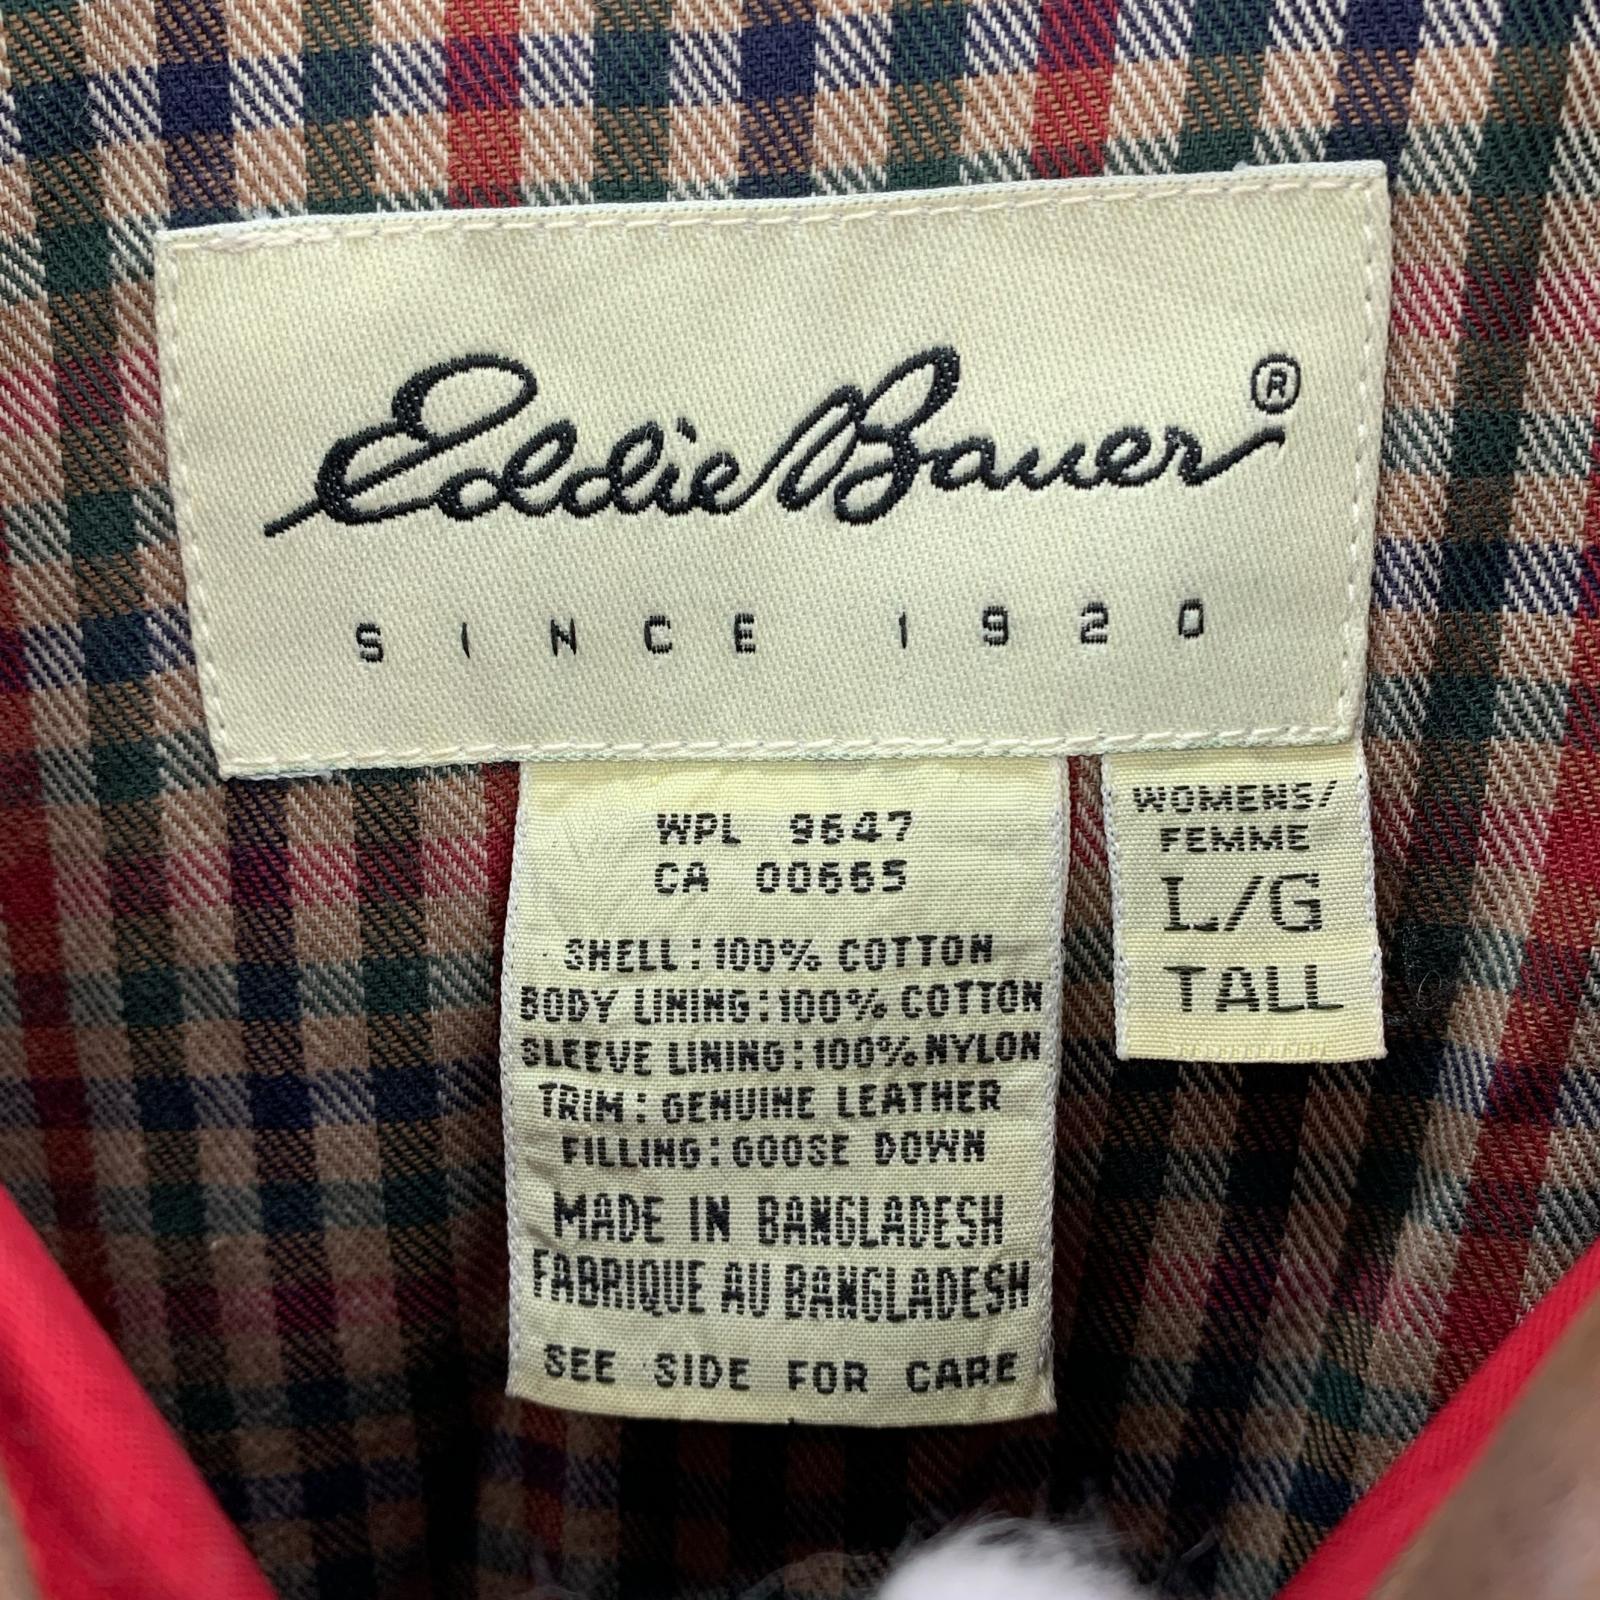 Eddie Bauer®
SINCE 1920
WPL 9647
CA 00665
SHELL: 100% COTTON
BODY LINING: 100% COTTON
SLEEVE LINING: 100% NYLON
TRIM: GENUINE LEATHER
FILLING: GOOSE DOWN
MADE IN BANGLADESH
FABRIQUE AU BANGLADESH
SEE SIDE FOR CARE
WOMENS/
FEMME
L/G
TALL